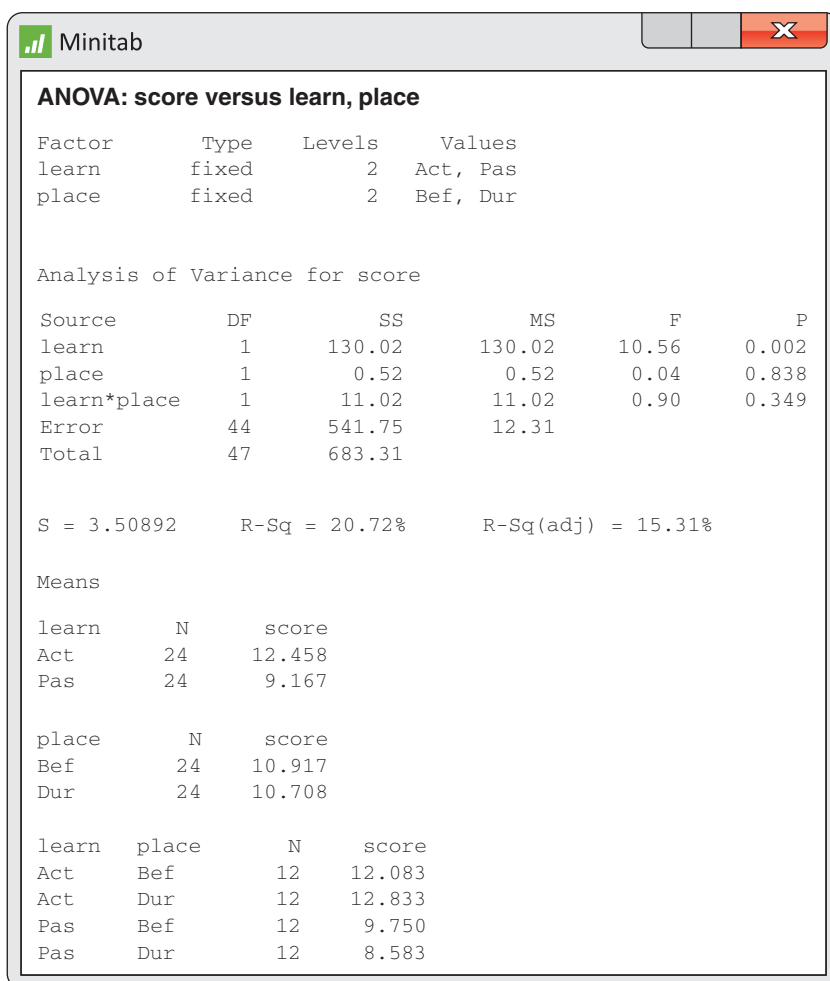 Minitab
ANOVA: score versus learn, place
Factor Type Levels Values
learn fixed 2 Act, Pas
place fixed 2 Bef, Dur
Analysis of Variance for score
Source DF SS MS F P
learn 1 130.02 130.02 10.56 0.002
place 1 0.52 0.52 0.04 0.838
learn*place 1 11.02 11.02 0.90 0.349
Error 44 541.75 12.31
Total 47 683.31
S = 3.50892 R-Sq = 20.72% R-Sq(adj) = 15.31%
Means
learn N score
Act 24 12.458
Pas 24 9.167
place N score
Bef 24 10.917
Dur 24 10.708
learn place N score
Act Bef 12 12.083
Act Dur 12 12.833
Pas Bef 12 9.750
Pas Dur 12 8.583